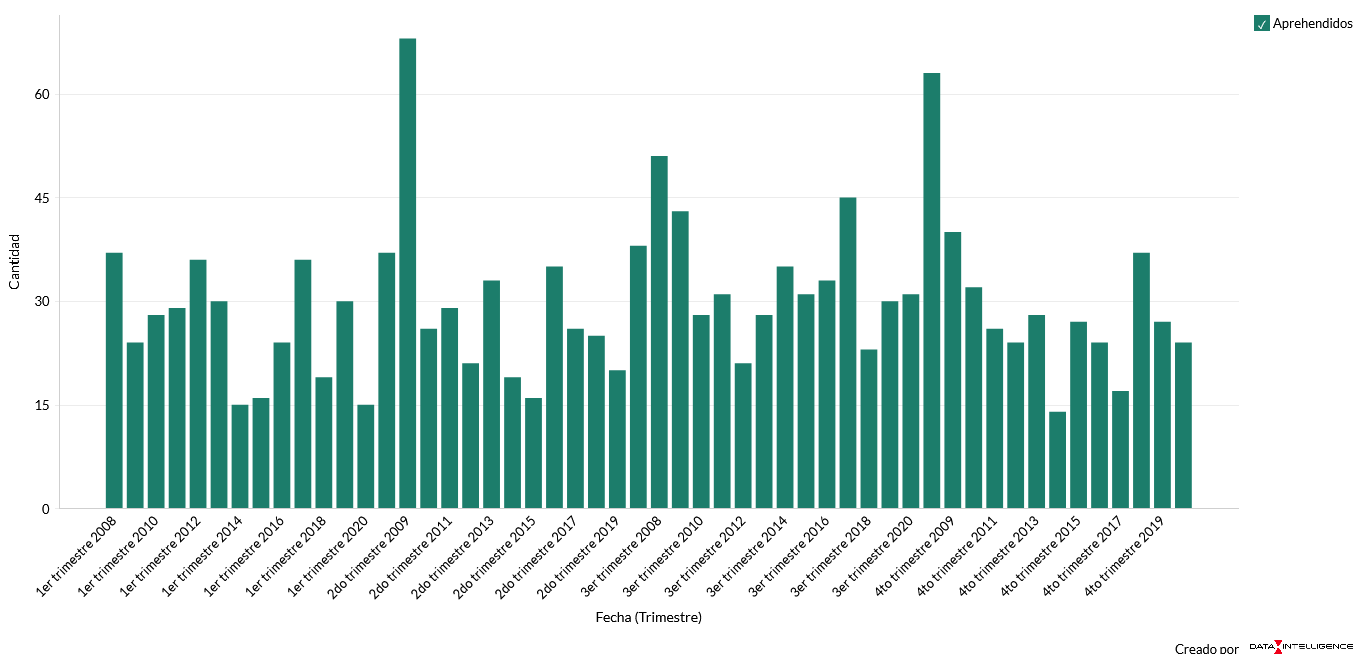 Aprehendidos
60
45
30
15
0
Cantidad
1er trimestre 2008
1er trimestre 2010
1er trimestre 2012
1er trimestre 2014
1er trimestre 2016
1er trimestre 2018
1er trimestre 2020
2do trimestre 2009
2do trimestre 2011
2do trimestre 2013
2do trimestre 2015
2do trimestre 2017
2do trimestre 2019
3er trimestre 2008
3er trimestre 2010
3er trimestre 2012
3er trimestre 2014
3er trimestre 2016
3er trimestre 2018
3er trimestre 2020
4to trimestre 2009
4to trimestre 2011
4to trimestre 2013
4to trimestre 2015
4to trimestre 2017
4to trimestre 2019
Fecha (Trimestre)
Creado por DATA INTELLIGENCE